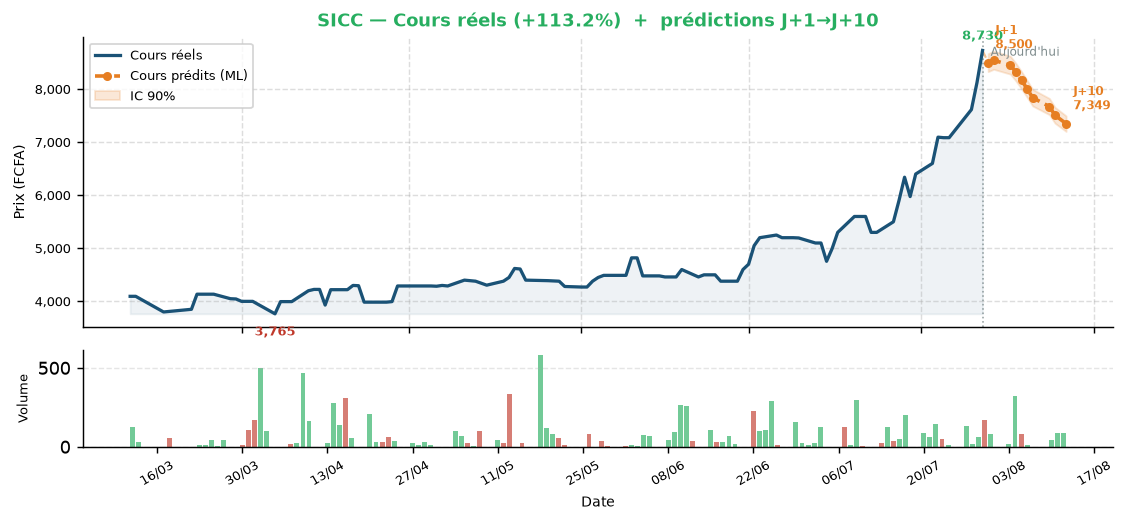 SICC — Cours réels (+113.2%)  +  prédictions J+1→J+10
Cours réels
Cours prédits (ML)
IC 90%
8,730
J+1
8,500
Aujourd'hui
J+10
7,349
3,765
Prix (FCFA)
8,000
7,000
6,000
5,000
4,000
Volume
500
0
16/03
30/03
13/04
27/04
11/05
25/05
08/06
22/06
06/07
20/07
03/08
17/08
Date